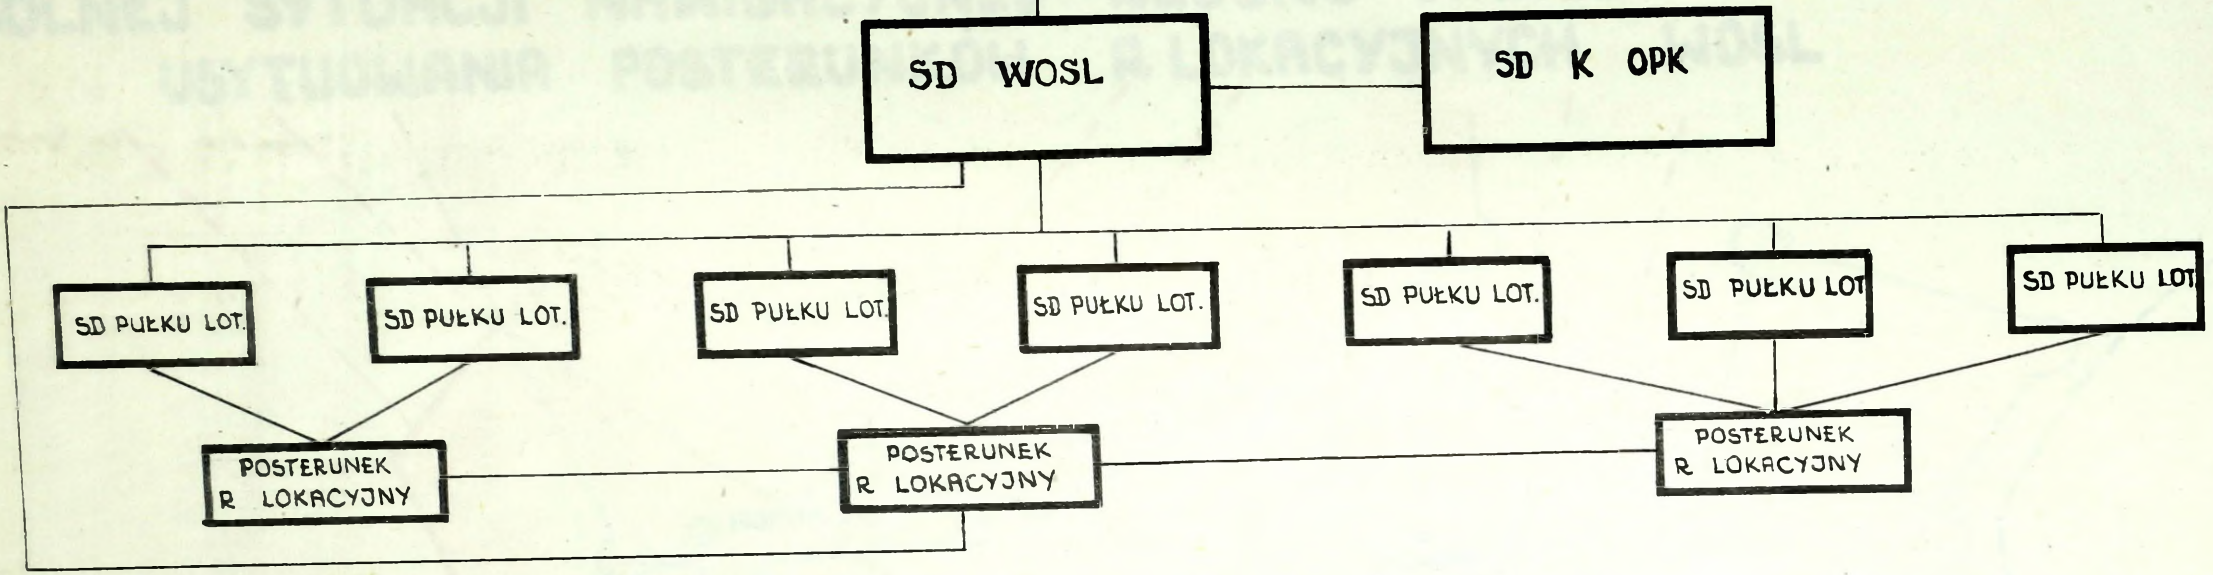 SD WOSL
SD K OPK
SD PUŁKU LOT.
SD PUŁKU LOT.
SD PUŁKU LOT.
SD PUŁKU LOT.
SD PUŁKU LOT.
SD PUŁKU LOT
SD PUŁKU LOT
POSTERUNEK
R LOKACYJNY
POSTERUNEK
R LOKACYJNY
POSTERUNEK
R LOKACYJNY